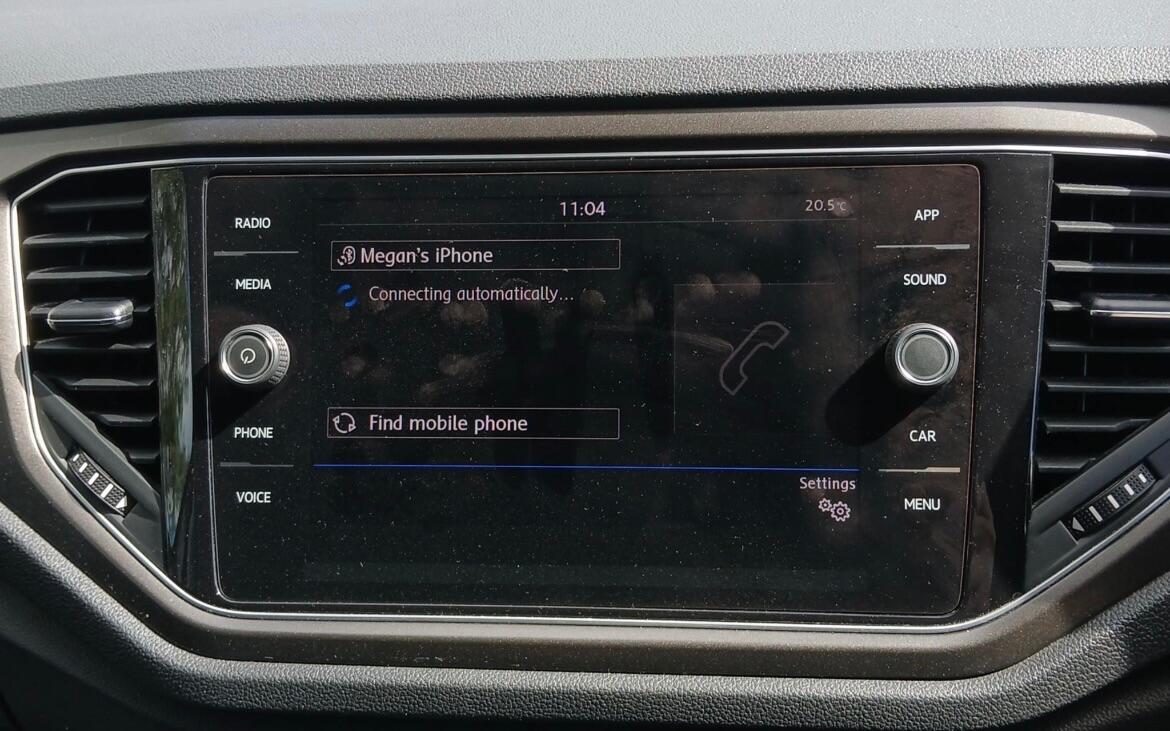 11:04
20.5°C
RADIO
MEDIA
PHONE
VOICE
Megan's iPhone
Connecting automatically...
Find mobile phone
Settings
APP
SOUND
CAR
MENU